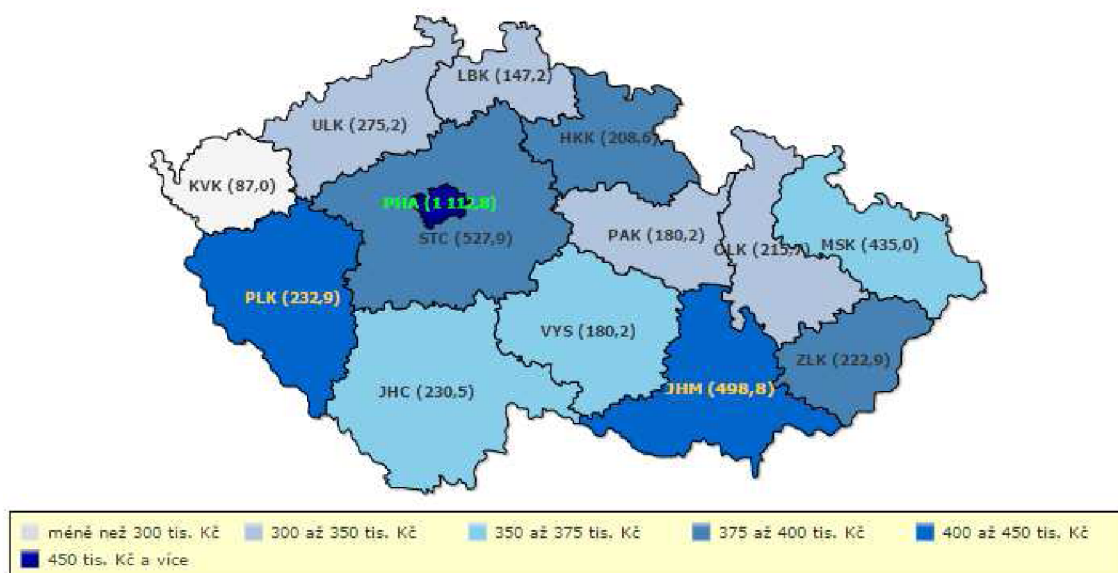 LBK (147,2)
ULK (275,2)
HKK (208,6)
KVK (87,0)
PHA (1 112,8)
STC (527,9)
PAK (180,2)
OLK (215,7)
MSK (435,0)
PLK (232,9)
VYS (180,2)
ZLK (222,9)
JHC (230,5)
JHM (498,8)
méně než 300 tis. Kč 300 až 350 tis. Kč 350 až 375 tis. Kč 375 až 400 tis. Kč 400 až 450 tis. Kč
450 tis. Kč a více